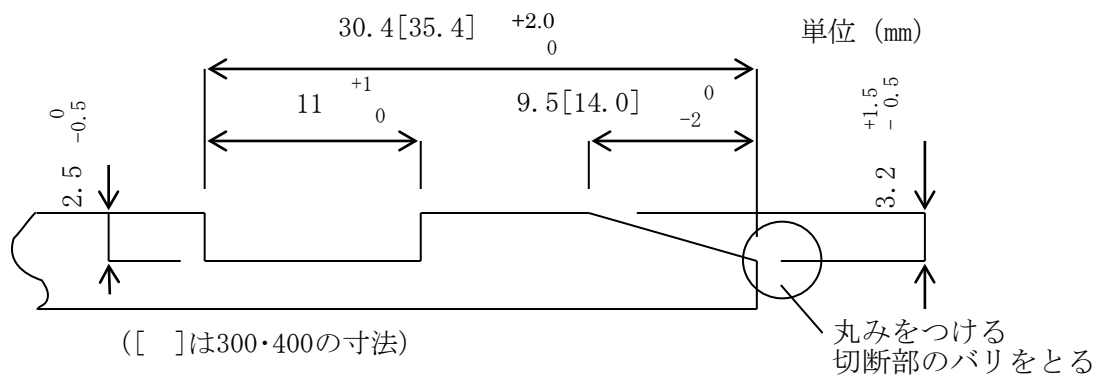 30.4[35.4] +2.0 0
単位 (mm)
11 +1 0
9.5[14.0] 0 -2
2.5 0 -0.5
3.2 +1.5 - 0.5
([ ]は300・400の寸法)
丸みをつける
切断部のバリをとる